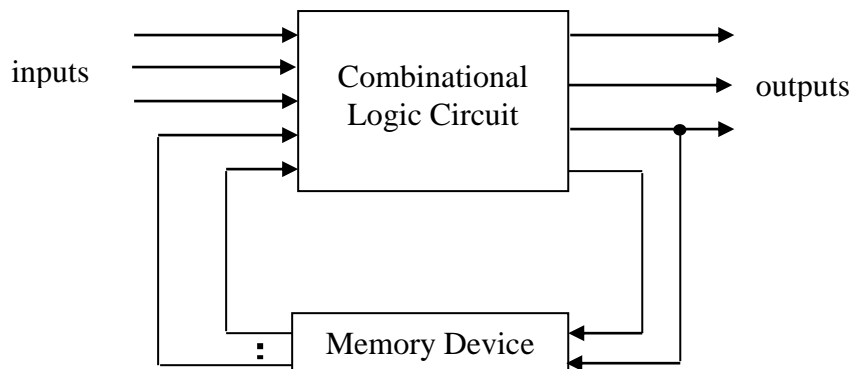 inputs
Combinational
Logic Circuit
outputs
Memory Device